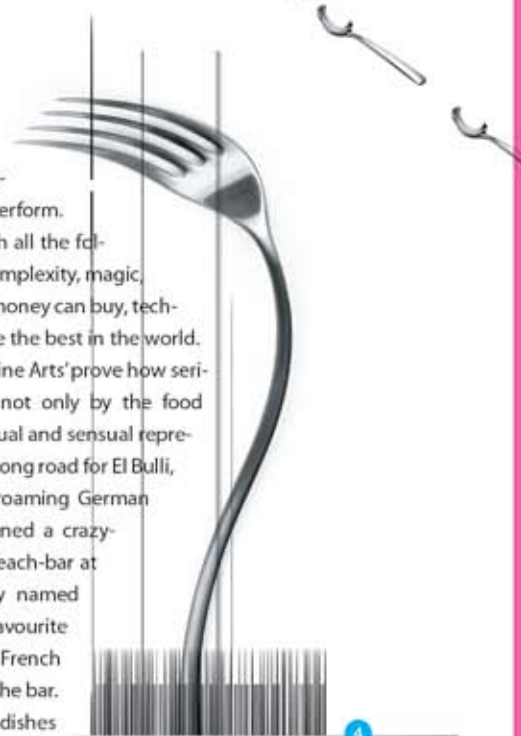 -
erform.
h all the fol-
mplexity, magic,
money can buy, tech-
e the best in the world.
ine Arts' prove how seri-
not only by the food
ual and sensual repre-
ong road for El Bulli,
roaming German
ned a crazy-
each-bar at
y named
avourite
French
he bar.
dishes
4